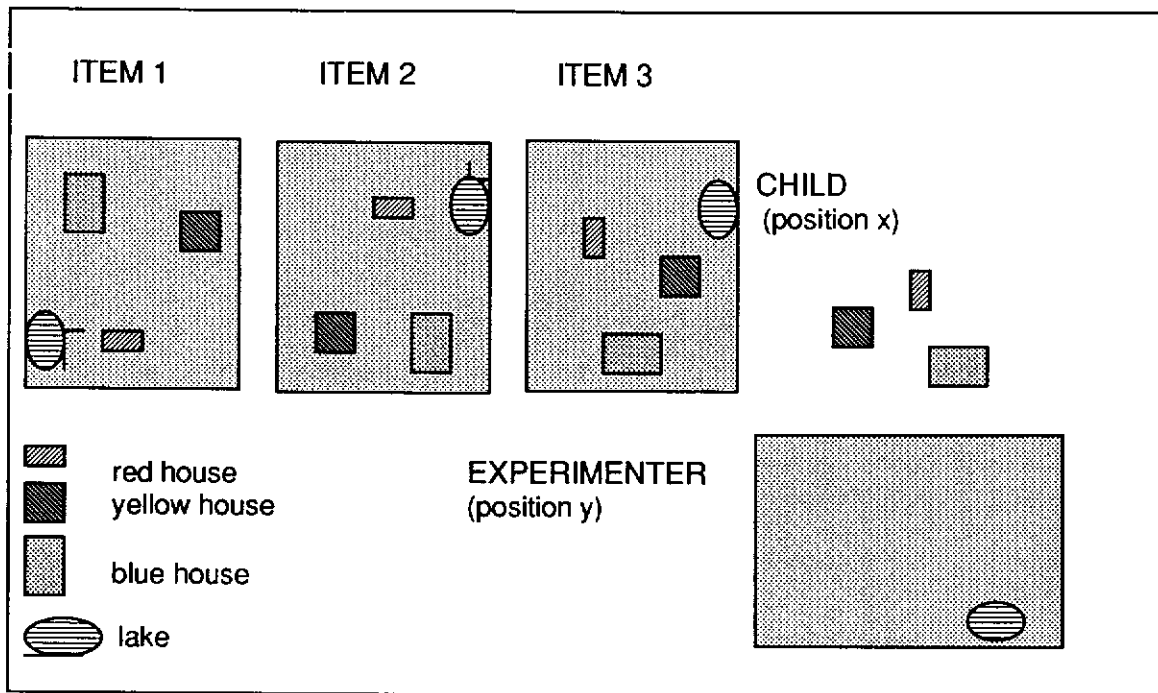 ITEM 1
ITEM 2
ITEM 3
CHILD
(position x)
red house
yellow house
blue house
lake
EXPERIMENTER
(position y)